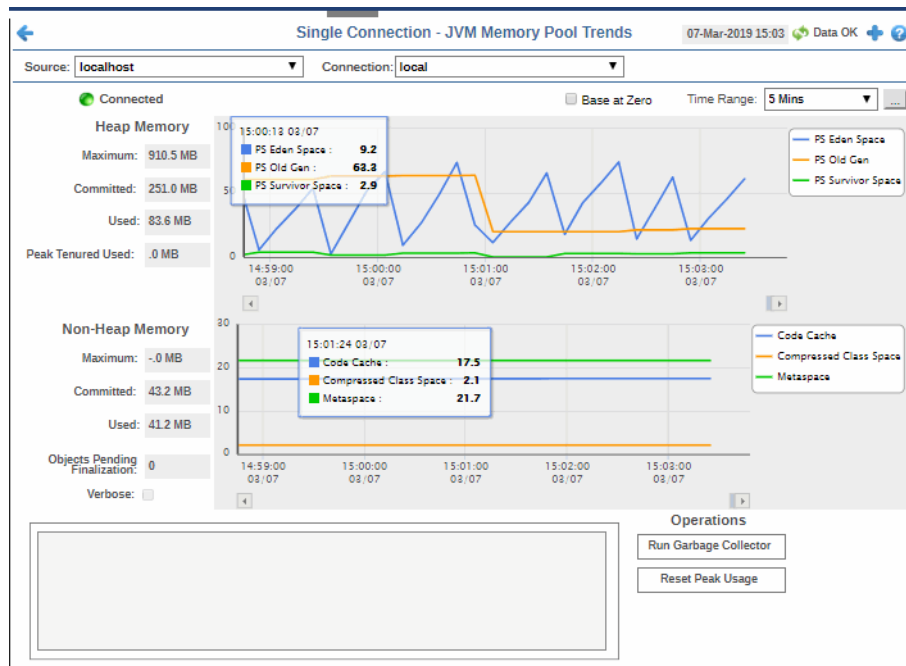 Single Connection - JVM Memory Pool Trends
07-Mar-2019 15:03 Data OK
Source: localhost Connection: local
Connected
Base at Zero Time Range: 5 Mins ...
Heap Memory
Maximum: 910.5 MB
Committed: 251.0 MB
Used: 83.6 MB
Peak Tenured Used: .0 MB
100
50
0
15:00:13 03/07
PS Eden Space : 9.2
PS Old Gen : 63.3
PS Survivor Space : 2.9
PS Eden Space
PS Old Gen
PS Survivor Space
14:59:00 15:00:00 15:01:00 15:02:00 15:03:00
03/07 03/07 03/07 03/07 03/07
Non-Heap Memory
Maximum: -.0 MB
Committed: 43.2 MB
Used: 41.2 MB
Objects Pending
Finalization: 0
Verbose:
30
20
10
0
15:01:24 03/07
Code Cache : 17.5
Compressed Class Space : 2.1
Metaspace : 21.7
Code Cache
Compressed Class Space
Metaspace
14:59:00 15:00:00 15:01:00 15:02:00 15:03:00
03/07 03/07 03/07 03/07 03/07
Operations
Run Garbage Collector
Reset Peak Usage